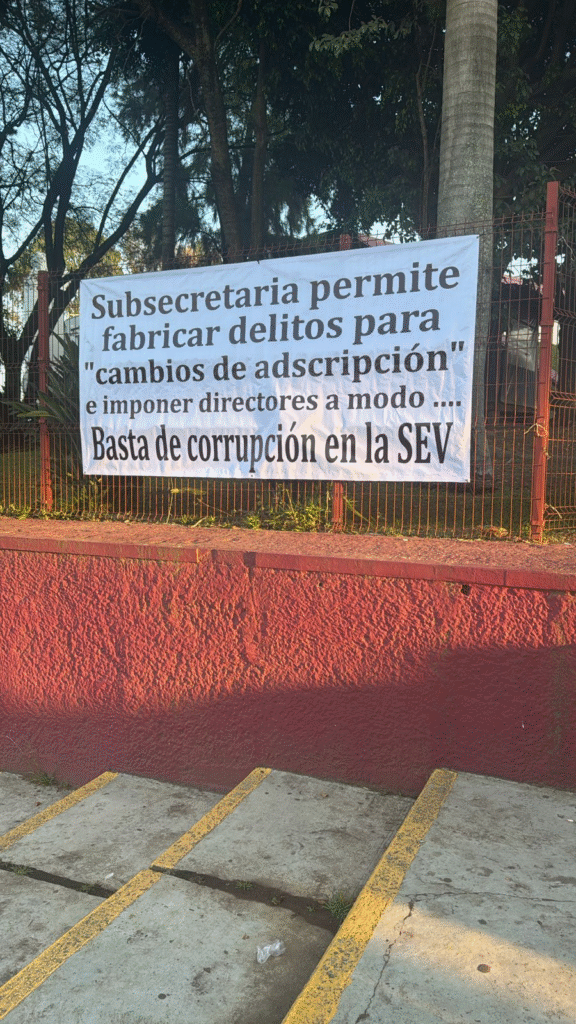 Subsecretaria permite
fabricar delitos para
"cambios de adscripción"
e imponer directores a modo ....
Basta de corrupción en la SEV